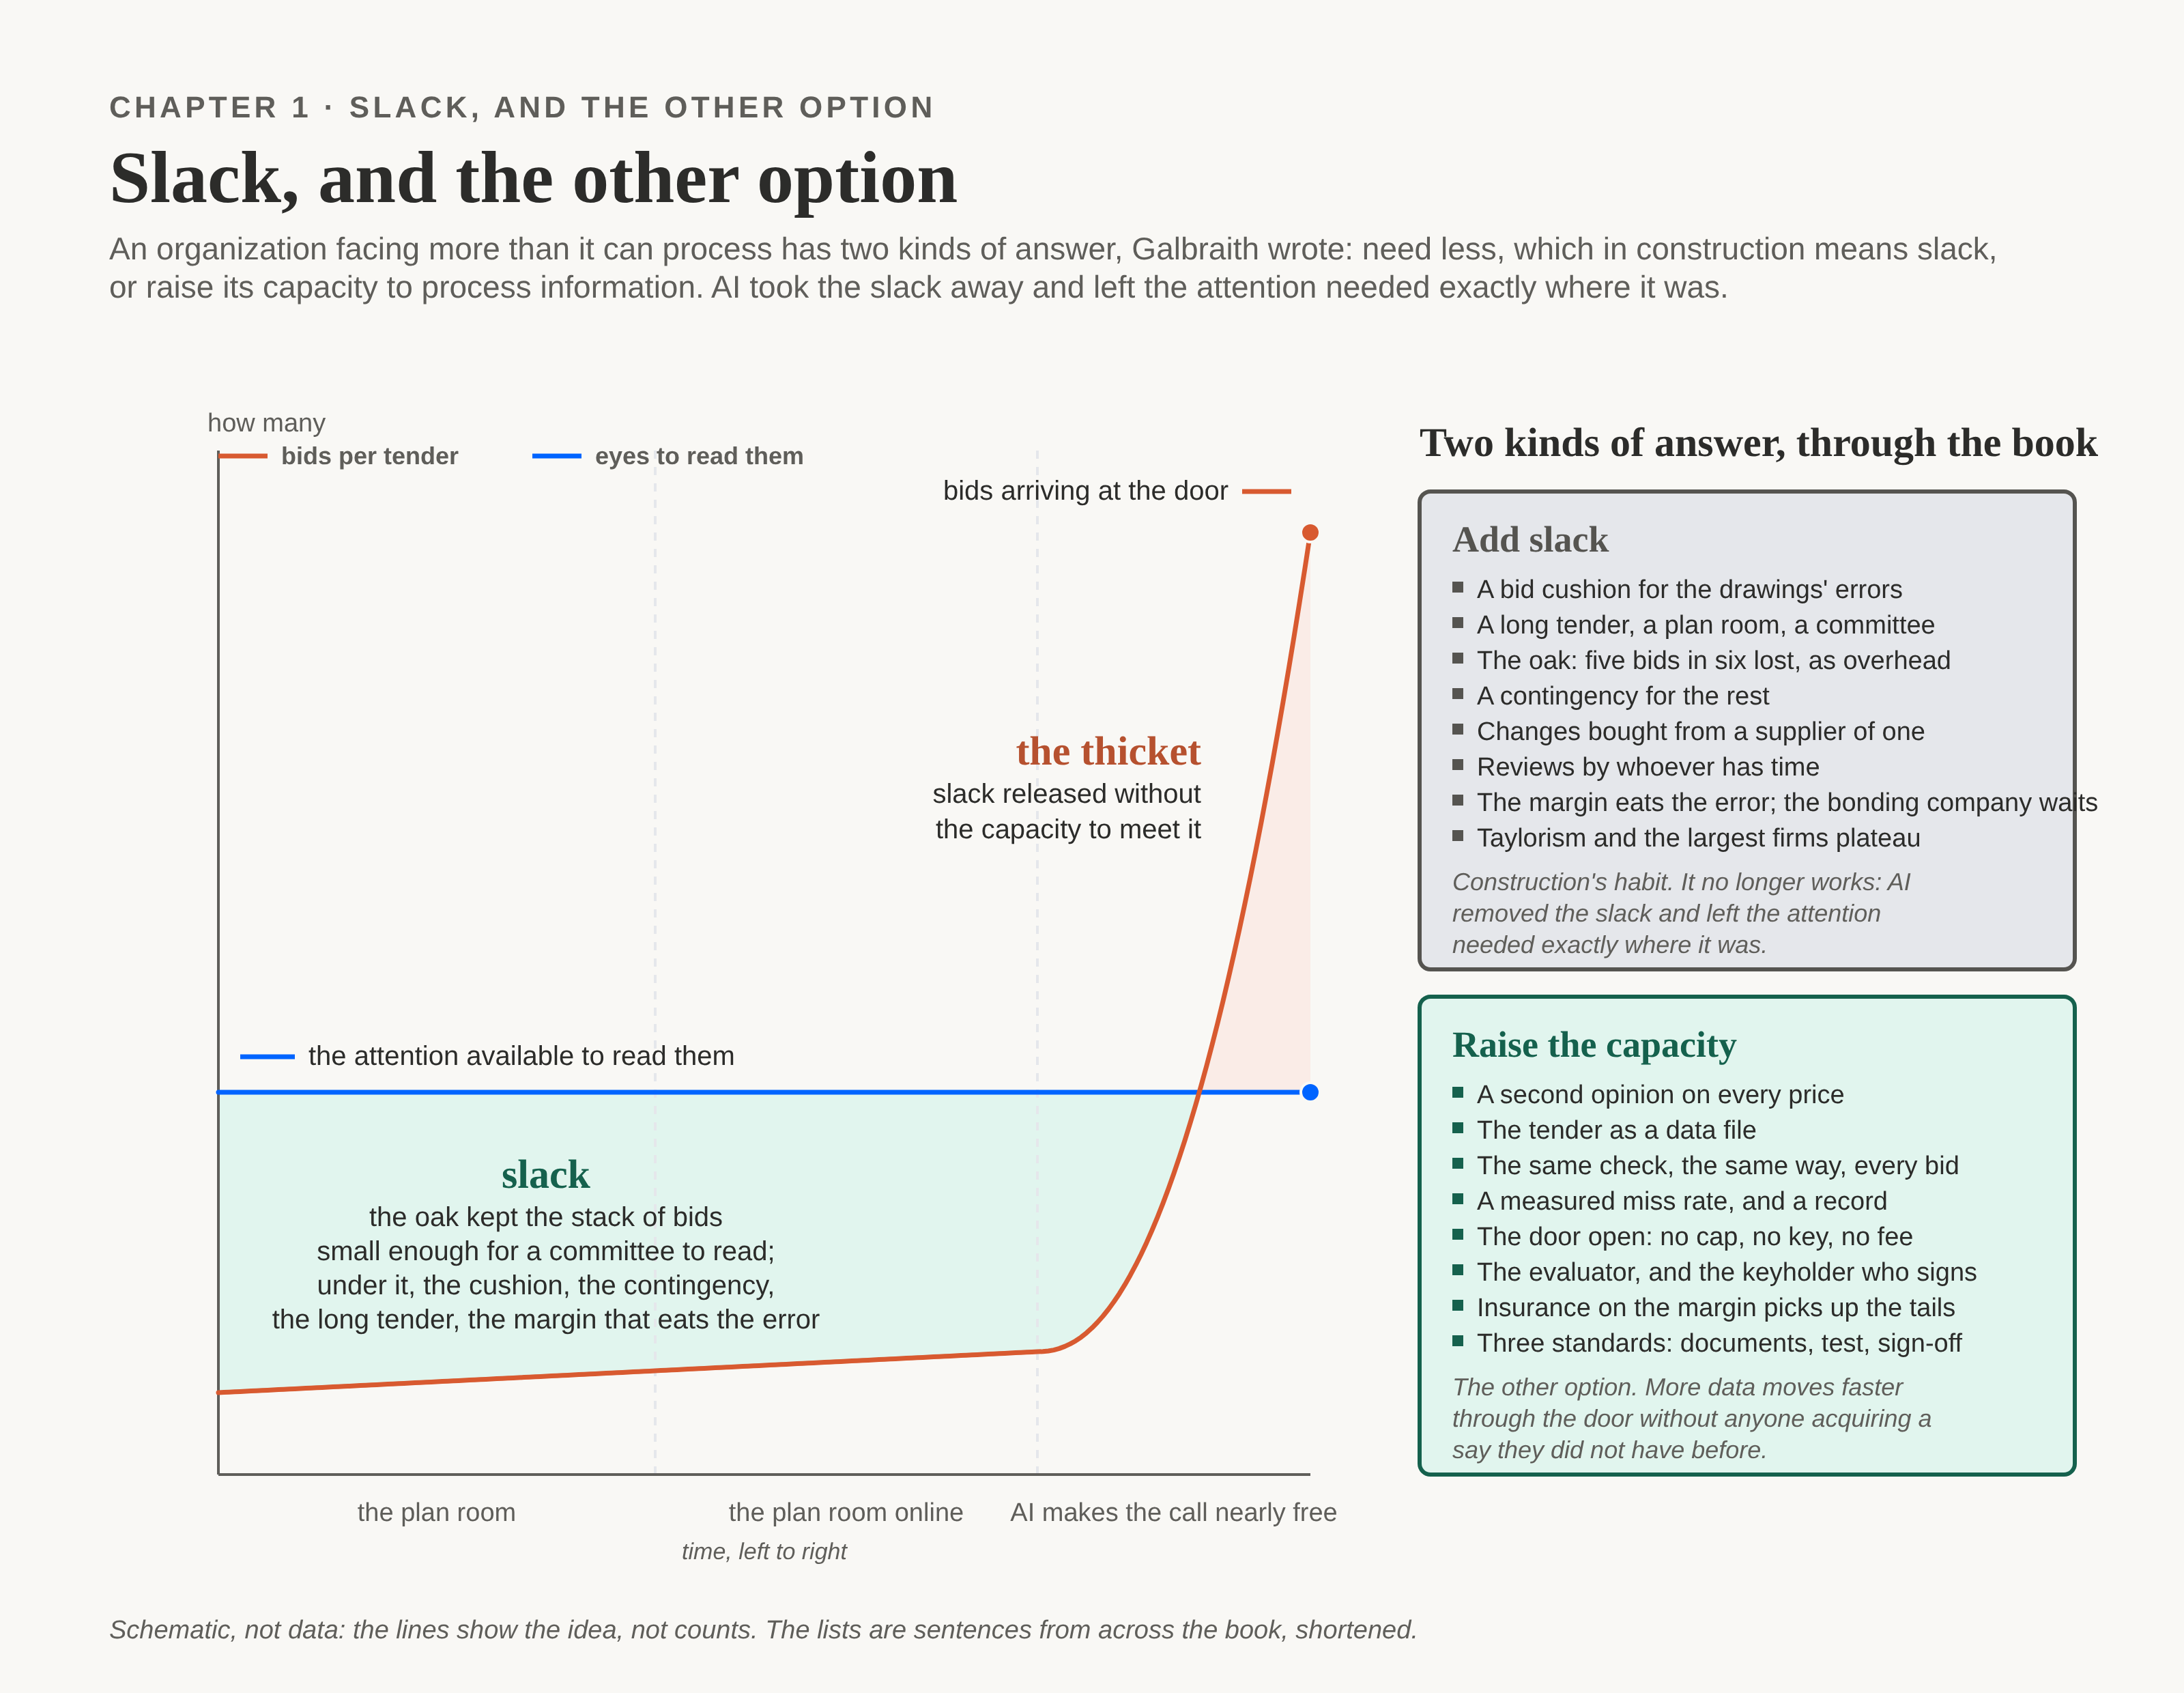 CHAPTER 1 · SLACK, AND THE OTHER OPTION
Slack, and the other option
An organization facing more than it can process has two kinds of answer, Galbraith wrote: need less, which in construction means slack,
or raise its capacity to process information. AI took the slack away and left the attention needed exactly where it was.
how many
bids per tender
eyes to read them
bids arriving at the door
the thicket
slack released without
the capacity to meet it
the attention available to read them
slack
the oak kept the stack of bids
small enough for a committee to read;
under it, the cushion, the contingency,
the long tender, the margin that eats the error
the plan room
the plan room online
AI makes the call nearly free
time, left to right
Two kinds of answer, through the book
Add slack
A bid cushion for the drawings' errors
A long tender, a plan room, a committee
The oak: five bids in six lost, as overhead
A contingency for the rest
Changes bought from a supplier of one
Reviews by whoever has time
The margin eats the error; the bonding company waits
Taylorism and the largest firms plateau
Construction's habit. It no longer works: AI
removed the slack and left the attention
needed exactly where it was.
Raise the capacity
A second opinion on every price
The tender as a data file
The same check, the same way, every bid
A measured miss rate, and a record
The door open: no cap, no key, no fee
The evaluator, and the keyholder who signs
Insurance on the margin picks up the tails
Three standards: documents, test, sign-off
The other option. More data moves faster
through the door without anyone acquiring a
say they did not have before.
Schematic, not data: the lines show the idea, not counts. The lists are sentences from across the book, shortened.